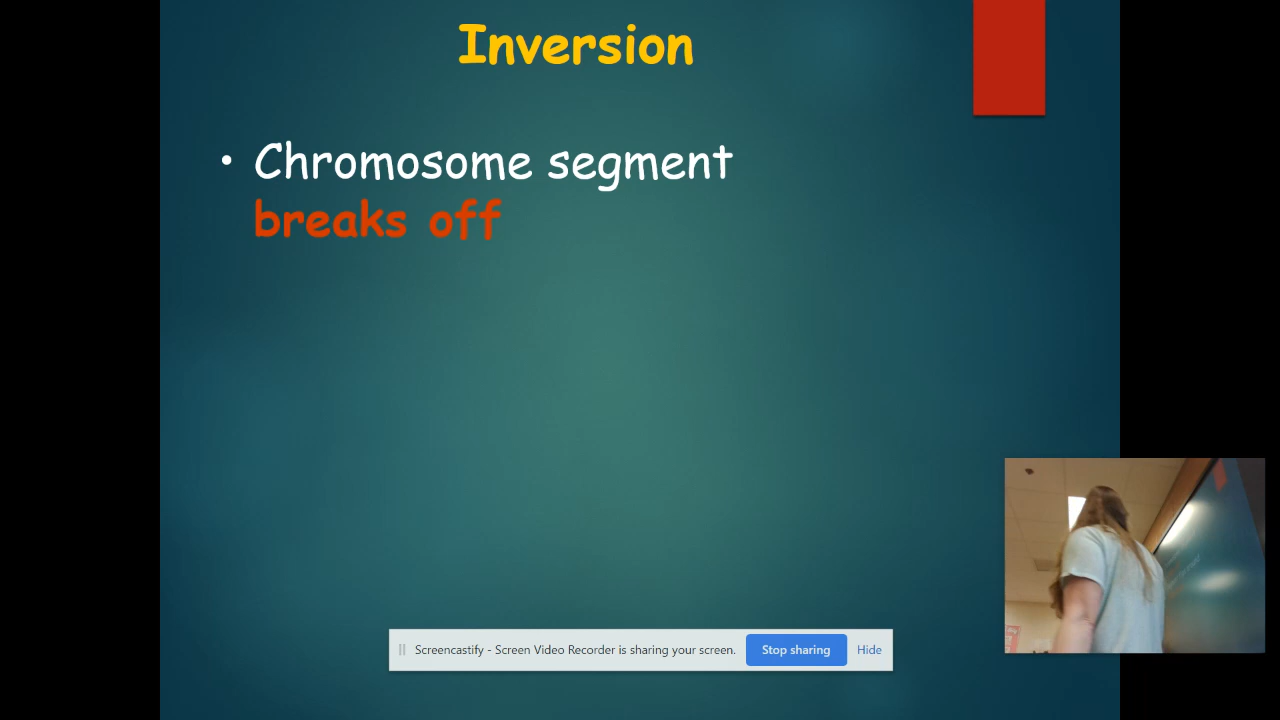 Inversion
• Chromosome segment
breaks off
Screencastify - Screen Video Recorder is sharing your screen.
Stop sharing
Hide